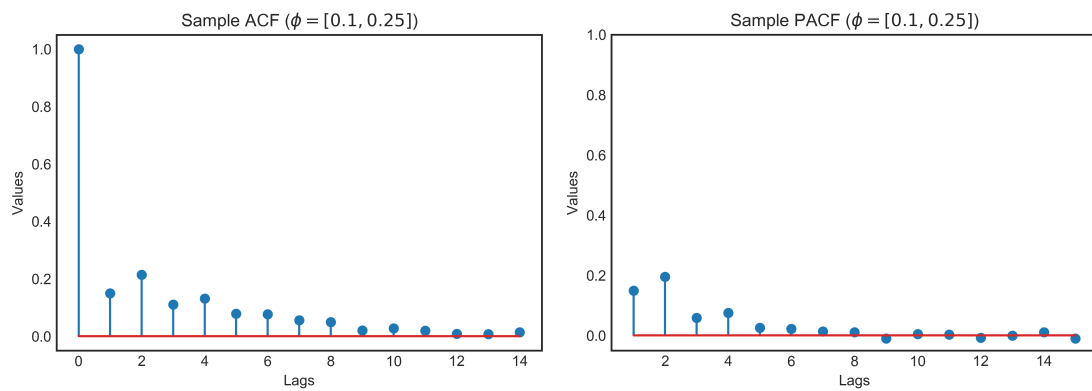 Sample ACF (ϕ = [0.1, 0.25])
1.0
0.8
0.6
0.4
0.2
0.0
Values
0 2 4 6 8 10 12 14
Lags
Sample PACF (ϕ = [0.1, 0.25])
1.0
0.8
0.6
0.4
0.2
0.0
Values
2 4 6 8 10 12 14
Lags